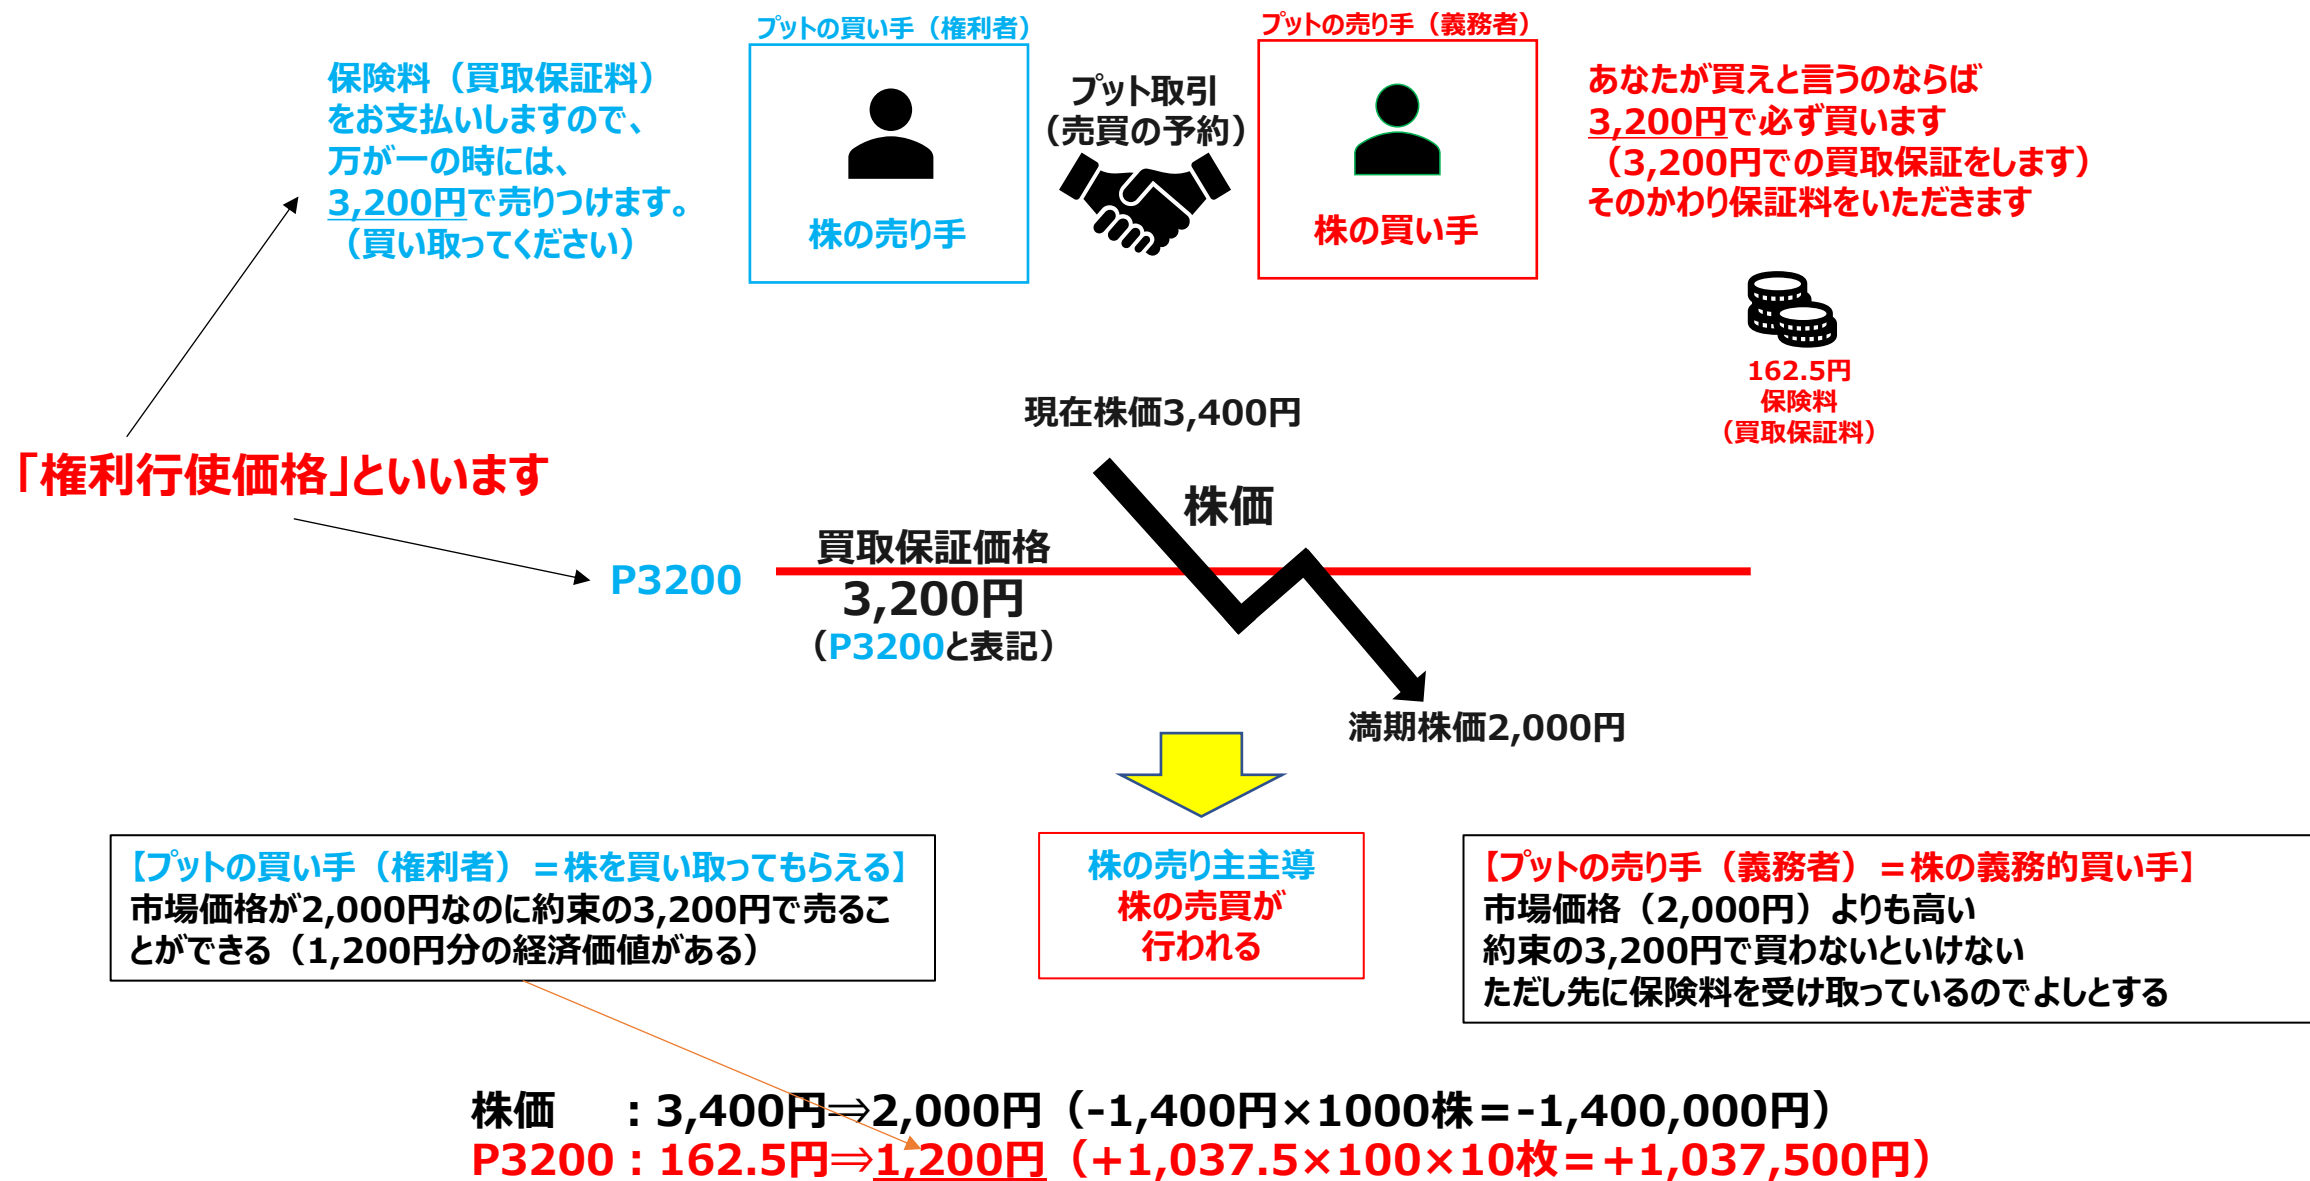 プットの買い手（権利者）
株の売り手
プット取引
（売買の予約）
プットの売り手（義務者）
株の買い手
保険料（買取保証料）
をお支払いしますので、
万が一の時には、
3,200円で売りつけます。
（買い取ってください）
あなたが買えと言うのならば
3,200円で必ず買います
（3,200円での買取保証をします）
そのかわり保証料をいただきます
162.5円
保険料
（買取保証料）
「権利行使価格」といいます
現在株価3,400円
株価
P3200
買取保証価格
3,200円
（P3200と表記）
満期株価2,000円
【プットの買い手（権利者）＝株を買い取ってもらえる】
市場価格が2,000円なのに約束の3,200円で売るこ
とができる（1,200円分の経済価値がある）
株の売り主主導
株の売買が
行われる
【プットの売り手（義務者）＝株の義務的買い手】
市場価格（2,000円）よりも高い
約束の3,200円で買わないといけない
ただし先に保険料を受け取っているのでよしとする
株価　：3,400円⇒2,000円（-1,400円×1000株＝-1,400,000円）
P3200：162.5円⇒1,200円（+1,037.5×100×10枚＝+1,037,500円）